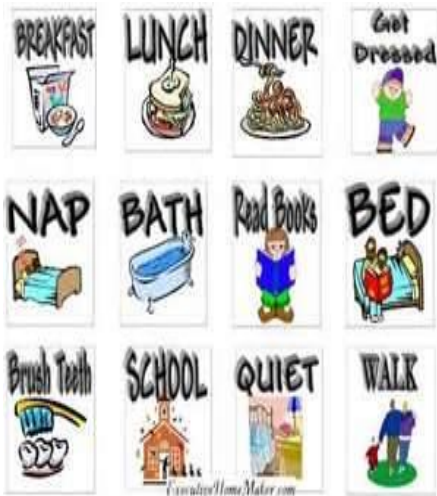 BREAKFAST
LUNCH
DINNER
Get
Dressed
NAP
BATH
Read Books
BED
Brush Teeth
SCHOOL
QUIET
WALK
ExecutiveHomeMaker.com